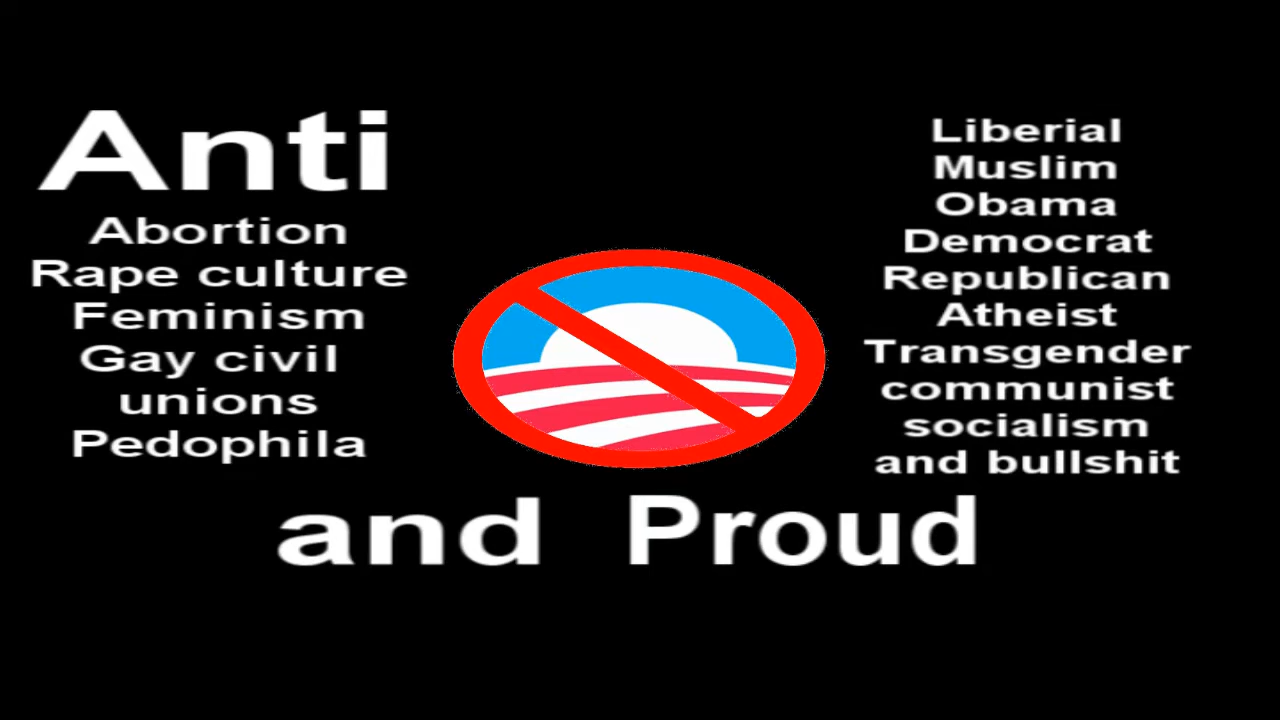 Anti
Abortion
Rape culture
Feminism
Gay civil
unions
Pedophila
Liberial
Muslim
Obama
Democrat
Republican
Atheist
Transgender
communist
socialism
and bullshit
and Proud